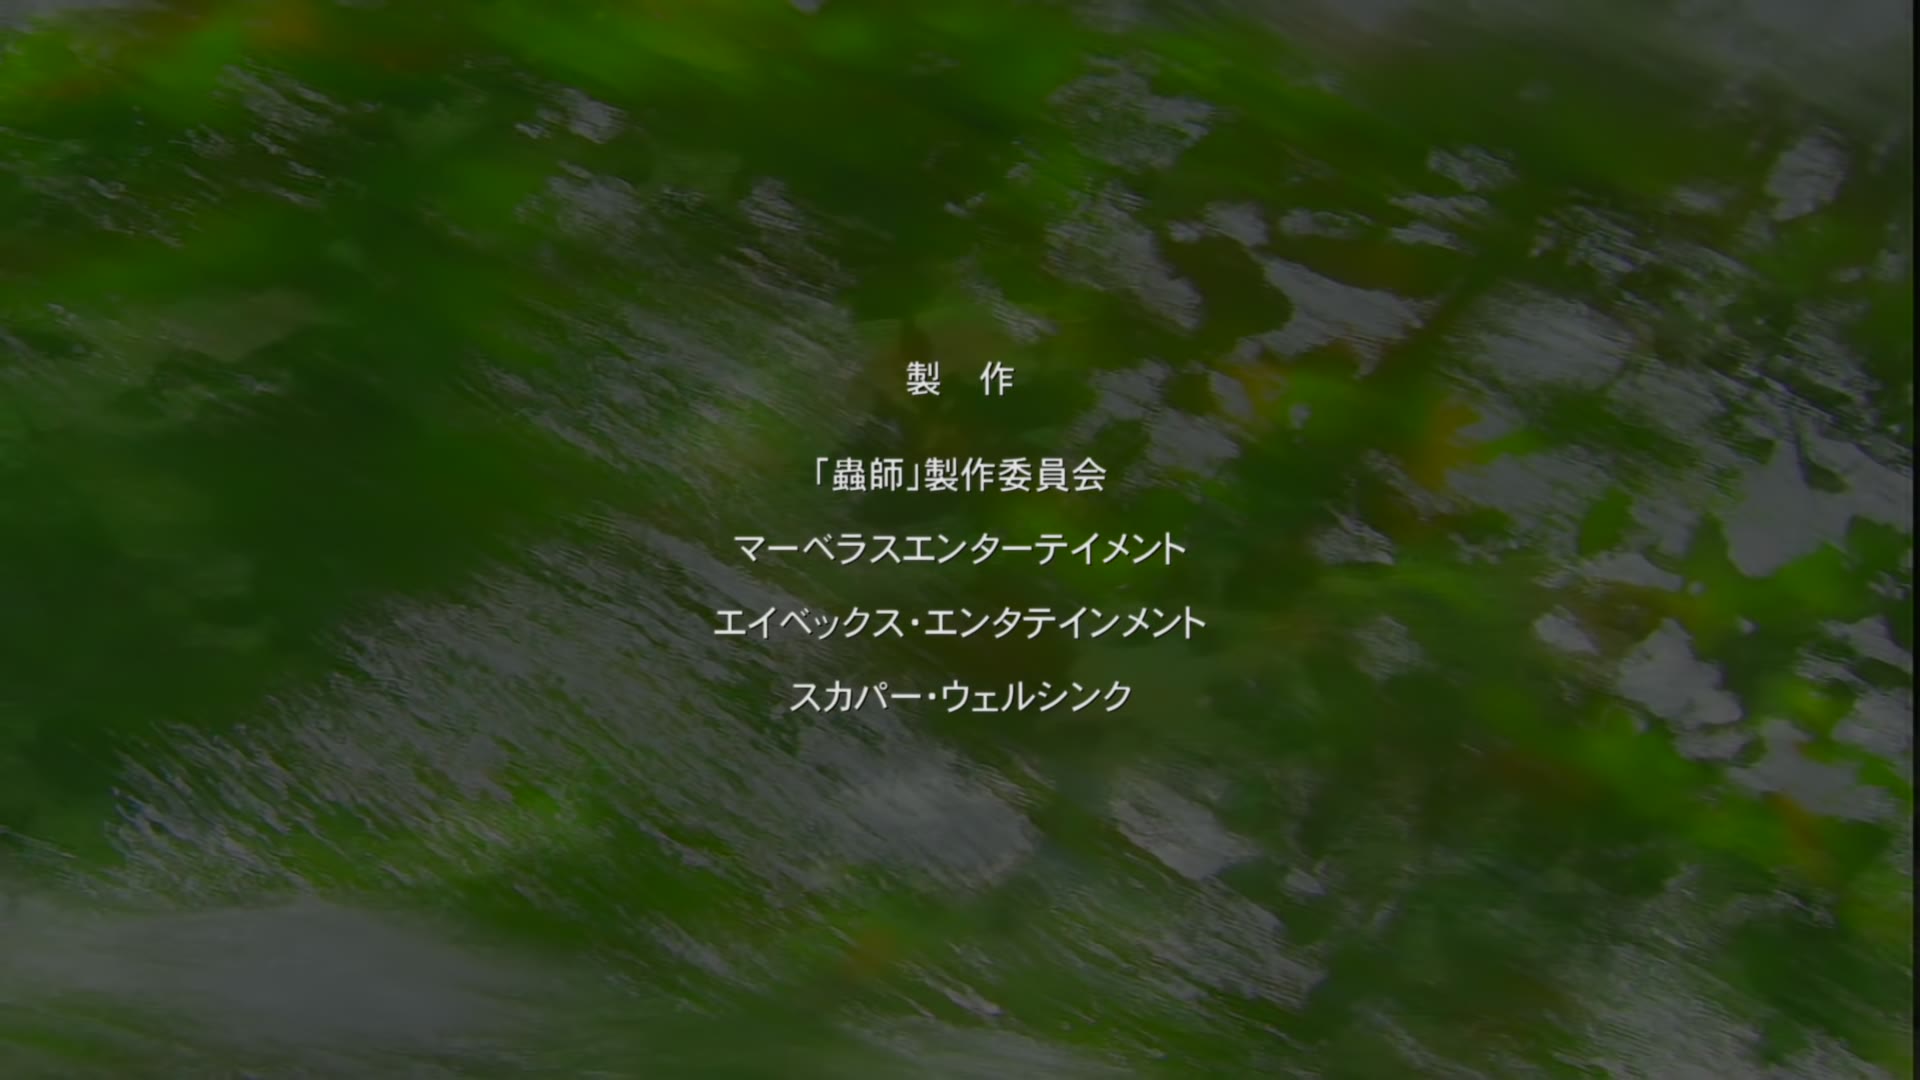 製　作
「蟲師」製作委員会
マーベラスエンターテイメント
エイベックス・エンタテインメント
スカパー・ウェルシンク